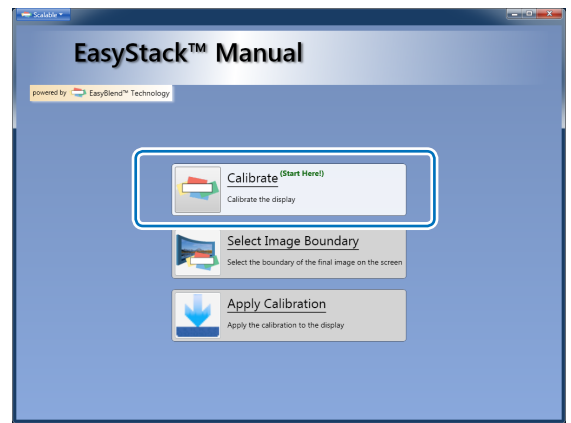 Scalable
EasyStack™ Manual
powered by EasyBlend™ Technology
Calibrate (Start Here!)
Calibrate the display
Select Image Boundary
Select the boundary of the final image on the screen
Apply Calibration
Apply the calibration to the display